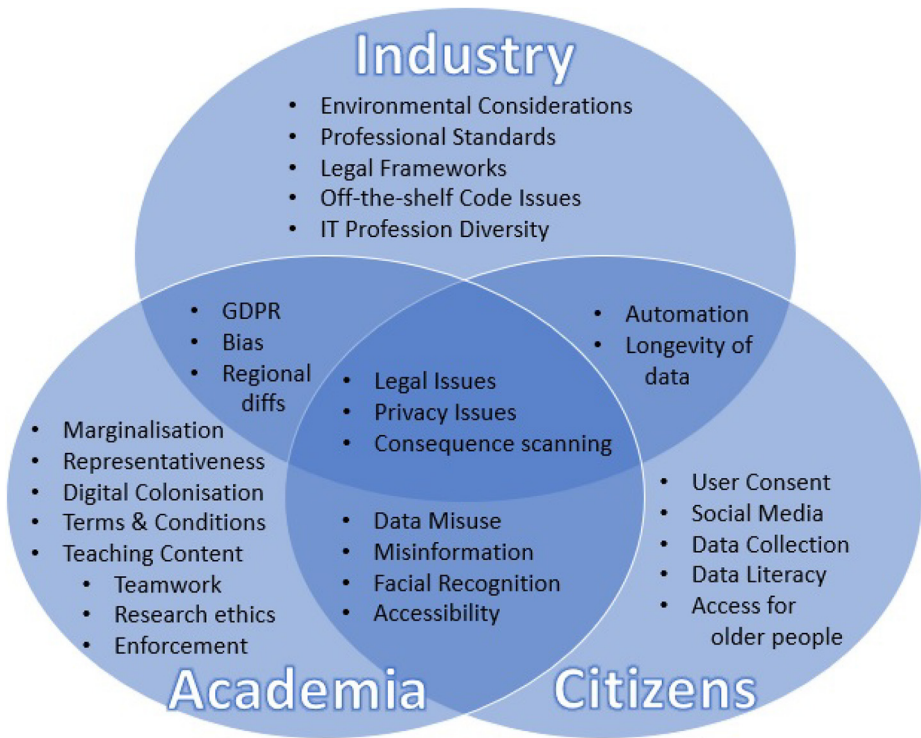 Industry
• Environmental Considerations
• Professional Standards
• Legal Frameworks
• Off-the-shelf Code Issues
• IT Profession Diversity
• GDPR
• Bias
• Regional
diffs
• Automation
• Longevity of
data
• Legal Issues
• Privacy Issues
• Consequence scanning
• Marginalisation
• Representativeness
• Digital Colonisation
• Terms & Conditions
• Teaching Content
• Teamwork
• Research ethics
• Enforcement
• Data Misuse
• Misinformation
• Facial Recognition
• Accessibility
• User Consent
• Social Media
• Data Collection
• Data Literacy
• Access for
older people
Academia
Citizens